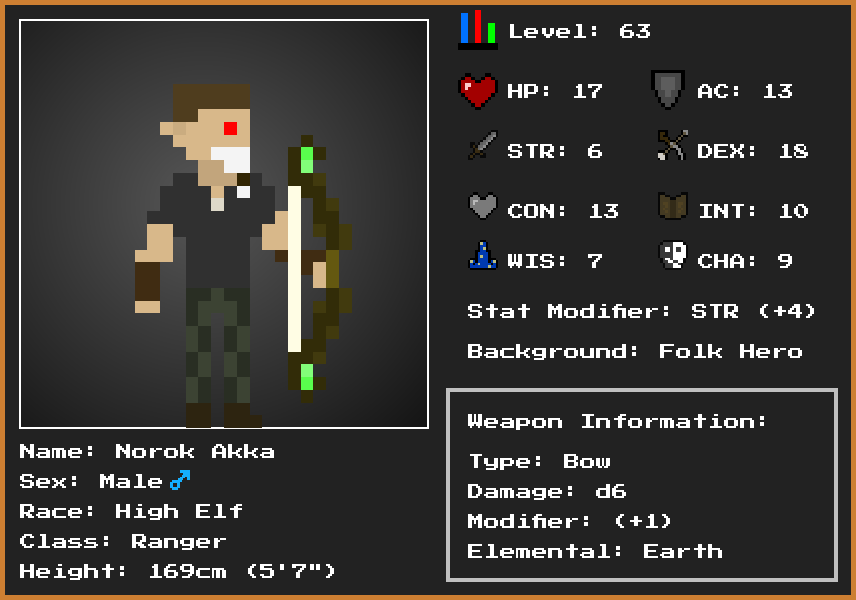 Level: 63
HP: 17
AC: 13
STR: 6
DEX: 18
CON: 13
INT: 10
WIS: 7
CHA: 9
Stat Modifier: STR (+4)
Background: Folk Hero
Weapon Information:
Type: Bow
Damage: d6
Modifier: (+1)
Elemental: Earth
Name: Norok Akka
Sex: Male ♂
Race: High Elf
Class: Ranger
Height: 169cm (5'7")